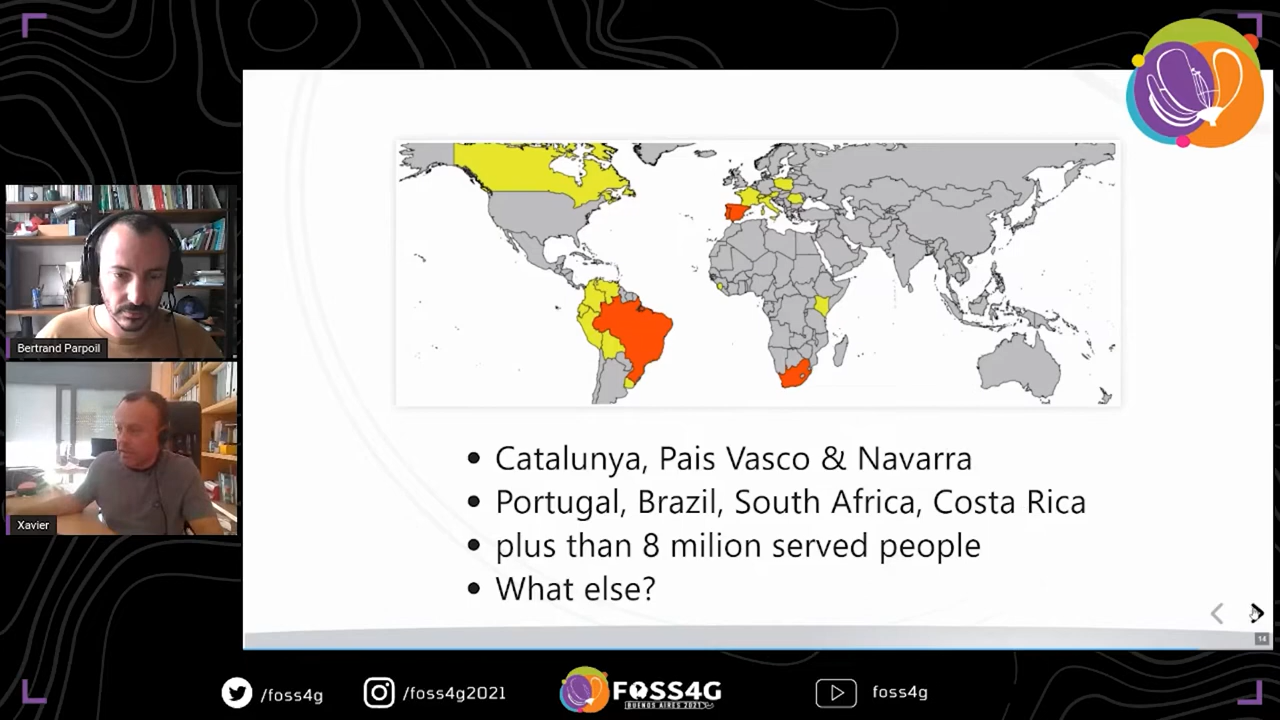 Bertrand Parpoil
Xavier
• Catalunya, Pais Vasco & Navarra
• Portugal, Brazil, South Africa, Costa Rica
• plus than 8 milion served people
• What else?
14
/foss4g
/foss4g2021
FOSS4G
BUENOS AIRES 2021
foss4g